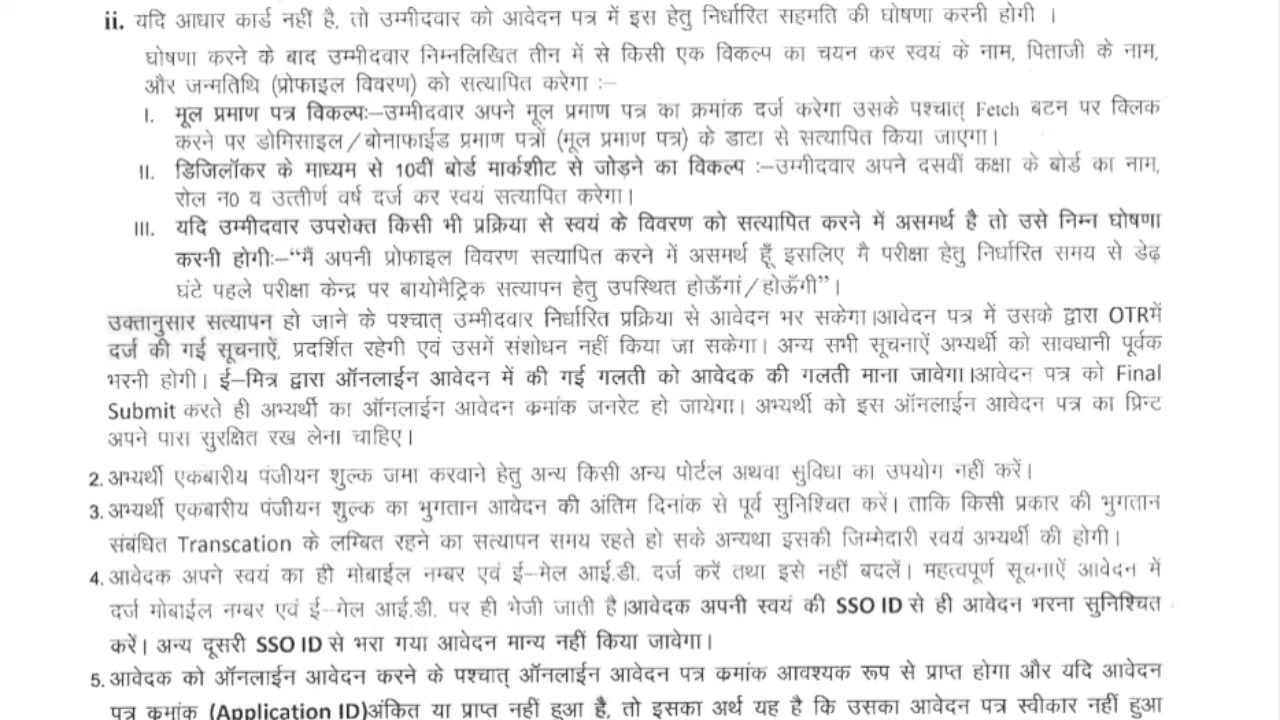 ii. यदि आधार कार्ड नहीं है, तो उम्मीदवार को आवेदन पत्र में इस हेतु निर्धारित सहमति की घोषणा करनी होगी ।
घोषणा करने के बाद उम्मीदवार निम्नलिखित तीन में से किसी एक विकल्प का चयन कर स्वयं के नाम, पिताजी के नाम,
और जन्मतिथि (प्रोफाइल विवरण) को सत्यापित करेगा :–
I. मूल प्रमाण पत्र विकल्पः–उम्मीदवार अपने मूल प्रमाण पत्र का क्रमांक दर्ज करेगा उसके पश्चात् Fetch बटन पर क्लिक
करने पर डोमिसाइल/बोनाफाईड प्रमाण पत्रों (मूल प्रमाण पत्र) के डाटा से सत्यापित किया जाएगा।
II. डिजिलॉकर के माध्यम से 10वीं बोर्ड मार्कशीट से जोड़ने का विकल्प :–उम्मीदवार अपने दसवीं कक्षा के बोर्ड का नाम,
रोल न0 व उत्तीर्ण वर्ष दर्ज कर स्वयं सत्यापित करेगा।
III. यदि उम्मीदवार उपरोक्त किसी भी प्रक्रिया से स्वयं के विवरण को सत्यापित करने में असमर्थ है तो उसे निम्न घोषणा
करनी होगीः–“मैं अपनी प्रोफाइल विवरण सत्यापित करने में असमर्थ हूँ इसलिए मै परीक्षा हेतु निर्धारित समय से डेढ़
घंटे पहले परीक्षा केन्द्र पर बायोमैट्रिक सत्यापन हेतु उपस्थित होऊँगां/होऊँगी”।
उक्तानुसार सत्यापन हो जाने के पश्चात् उम्मीदवार निर्धारित प्रक्रिया से आवेदन भर सकेगा।आवेदन पत्र में उसके द्वारा OTRमें
दर्ज की गई सूचनाऐं, प्रदर्शित रहेगी एवं उसमें संशोधन नहीं किया जा सकेगा। अन्य सभी सूचनाऐं अभ्यर्थी को सावधानी पूर्वक
भरनी होगी। ई–मित्र द्वारा ऑनलाईन आवेदन में की गई गलती को आवेदक की गलती माना जावेगा।आवेदन पत्र को Final
Submit करते ही अभ्यर्थी का ऑनलाईन आवेदन क्रमांक जनरेट हो जायेगा। अभ्यर्थी को इस ऑनलाईन आवेदन पत्र का प्रिन्ट
अपने पास सुरक्षित रख लेना चाहिए।
2. अभ्यर्थी एकबारीय पंजीयन शुल्क जमा करवाने हेतु अन्य किसी अन्य पोर्टल अथवा सुविधा का उपयोग नहीं करें।
3. अभ्यर्थी एकबारीय पंजीयन शुल्क का भुगतान आवेदन की अंतिम दिनांक से पूर्व सुनिश्चित करें। ताकि किसी प्रकार की भुगतान
संबंधित Transcation के लम्बित रहने का सत्यापन समय रहते हो सके अन्यथा इसकी जिम्मेदारी स्वयं अभ्यर्थी की होगी।
4. आवेदक अपने स्वयं का ही मोबाईल नम्बर एवं ई–मेल आई.डी. दर्ज करें तथा इसे नहीं बदलें। महत्वपूर्ण सूचनाऐं आवेदन में
दर्ज मोबाईल नम्बर एवं ई–मेल आई.डी. पर ही भेजी जाती है।आवेदक अपनी स्वयं की SSO ID से ही आवेदन भरना सुनिश्चित
करें। अन्य दूसरी SSO ID से भरा गया आवेदन मान्य नहीं किया जावेगा।
5. आवेदक को ऑनलाईन आवेदन करने के पश्चात् ऑनलाईन आवेदन पत्र क्रमांक आवश्यक रूप से प्राप्त होगा और यदि आवेदन
पत्र क्रमांक (Application ID)अंकित या प्राप्त नहीं हुआ है, तो इसका अर्थ यह है कि उसका आवेदन पत्र स्वीकार नहीं हुआ